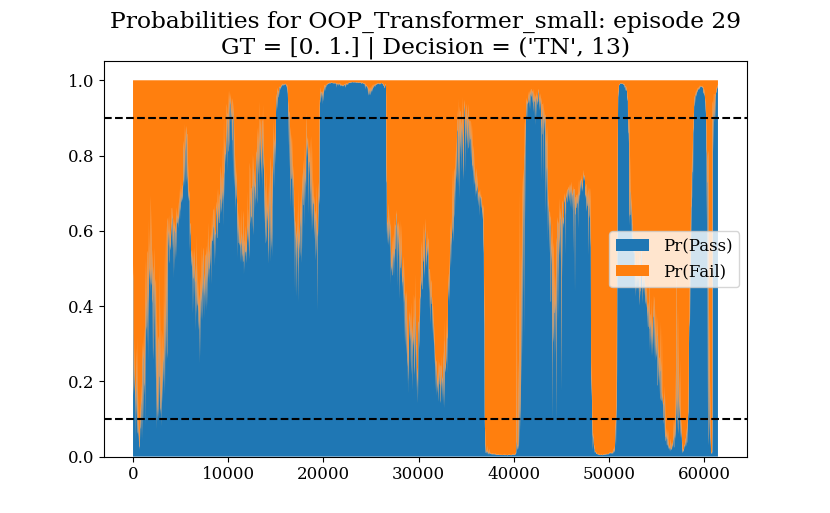 Probabilities for OOP_Transformer_small: episode 29
GT = [0. 1.] | Decision = ('TN', 13)
1.0
0.8
0.6
0.4
0.2
0.0
Pr(Pass)
Pr(Fail)
0 10000 20000 30000 40000 50000 60000